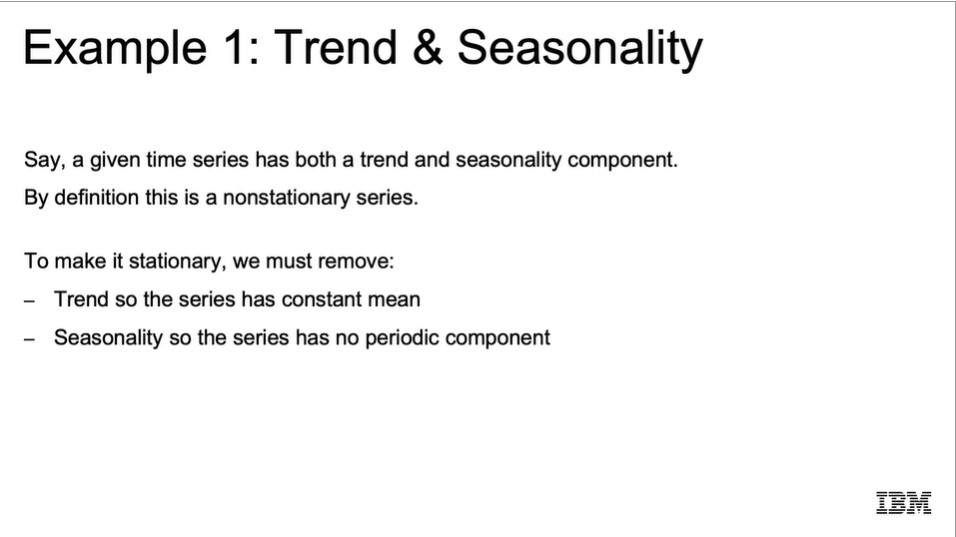 Example 1: Trend & Seasonality
Say, a given time series has both a trend and seasonality component.
By definition this is a nonstationary series.
To make it stationary, we must remove:
– Trend so the series has constant mean
– Seasonality so the series has no periodic component
IBM